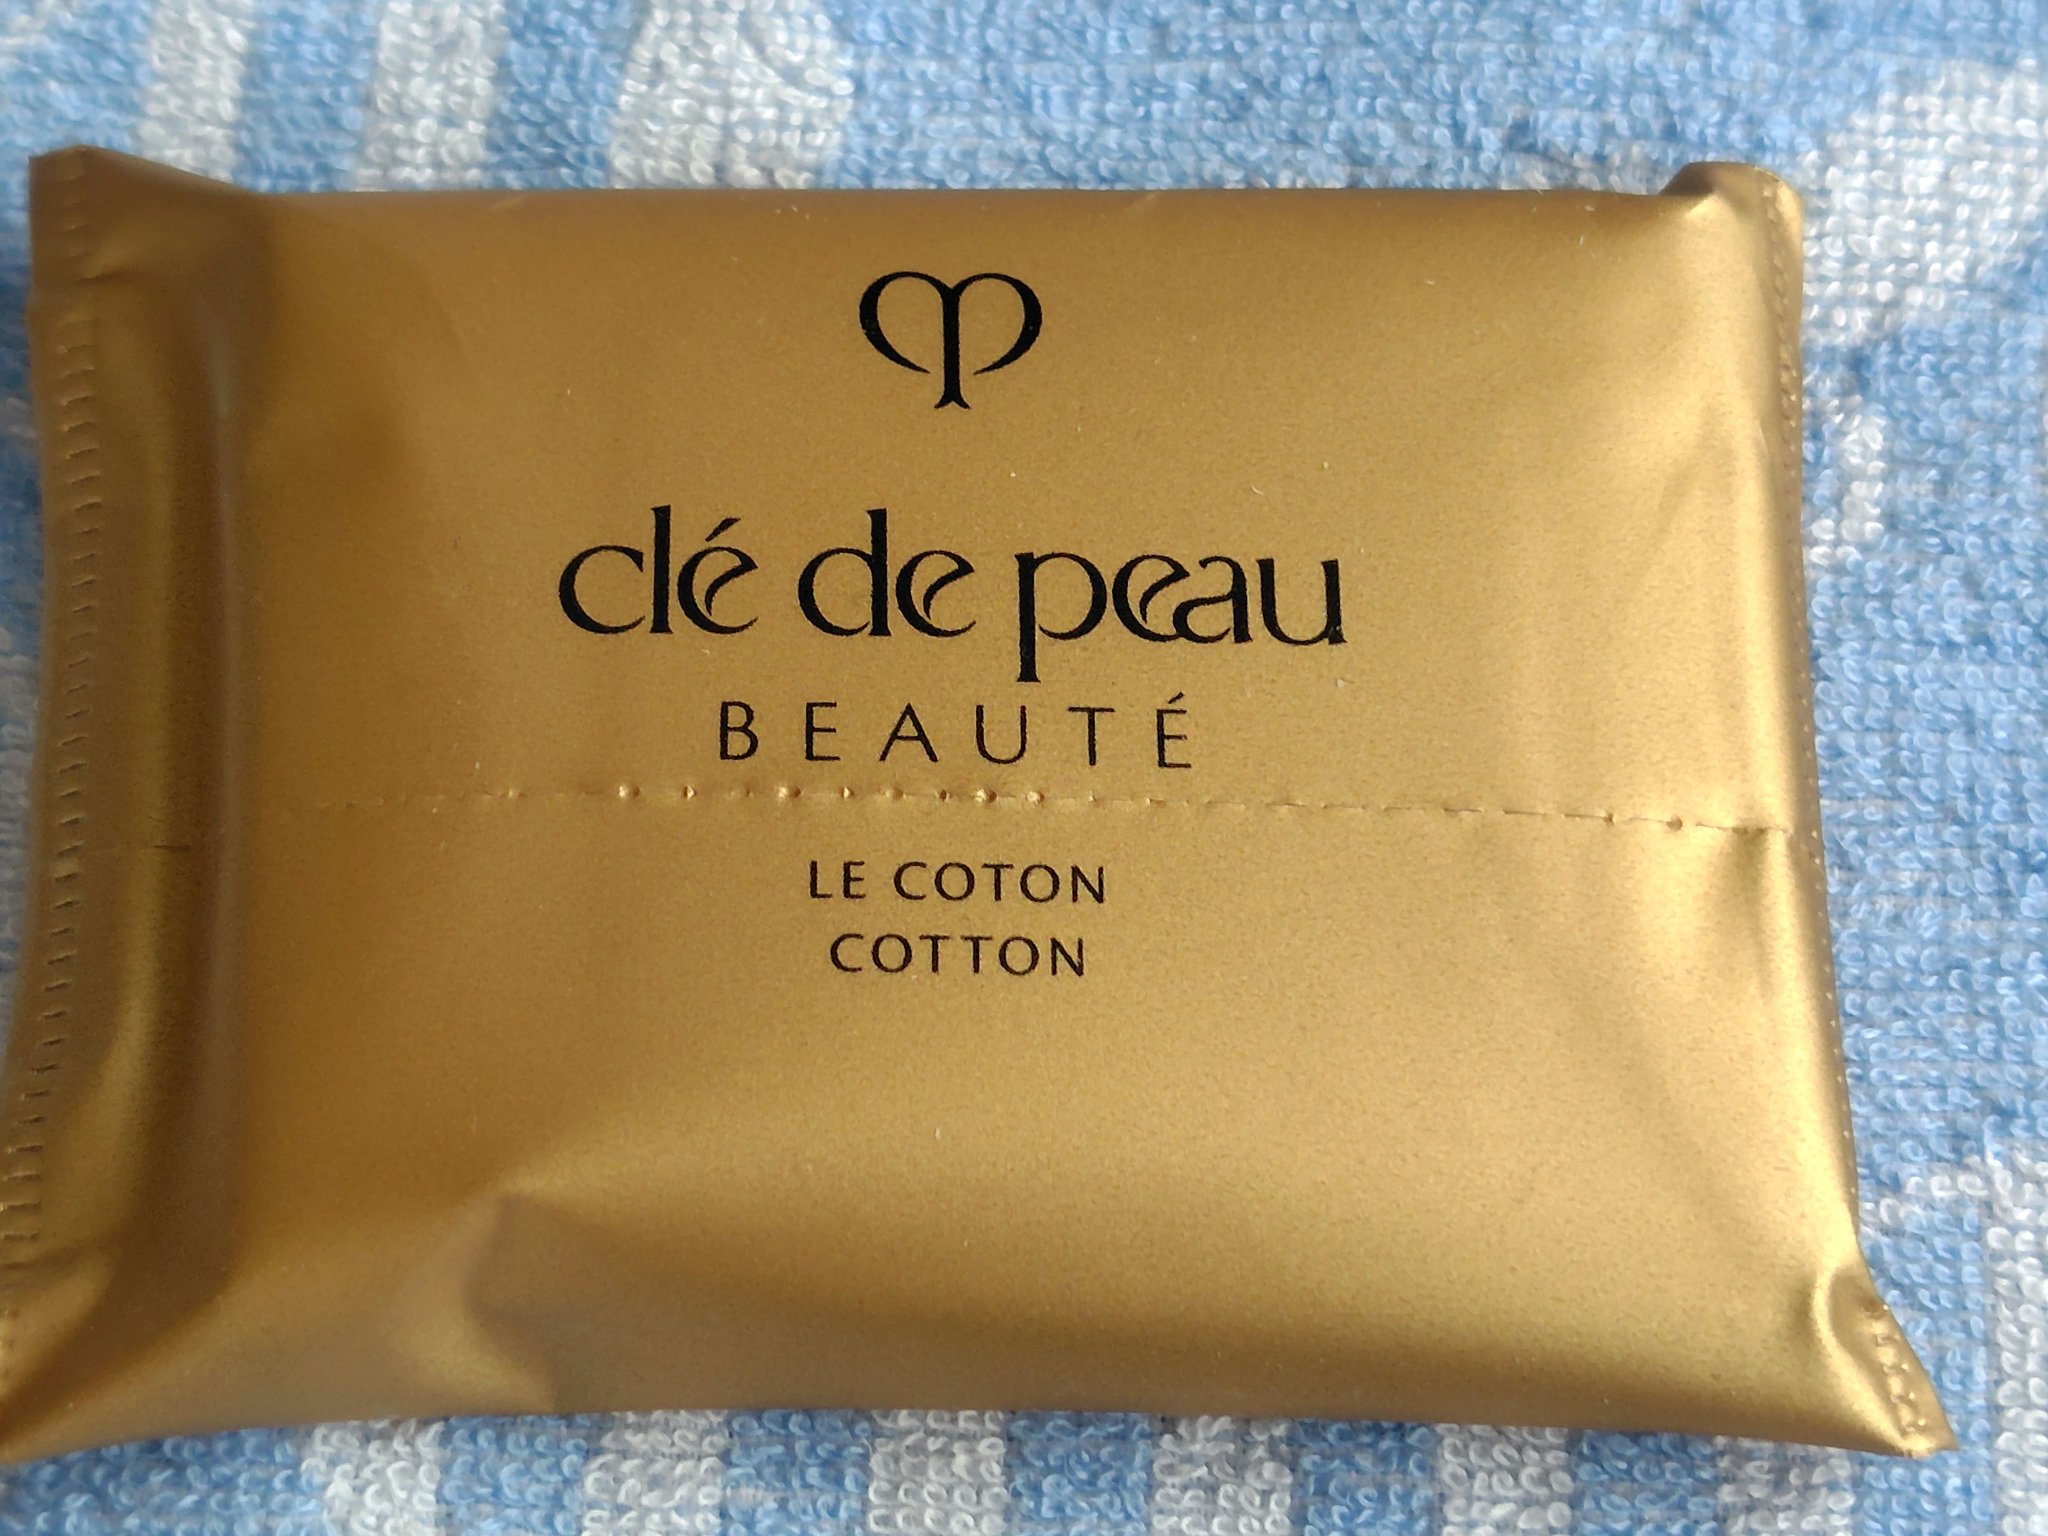 clé de peau
BEAUTÉ
LE COTON
COTTON